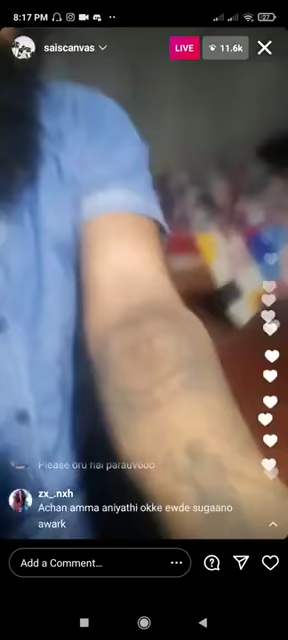 8:17 PM
27
saiscanvas
LIVE
11.6k
Please oru hai
zx_.nxh
Achan amma aniyathi okke ewde sugaano
awark
Add a Comment...